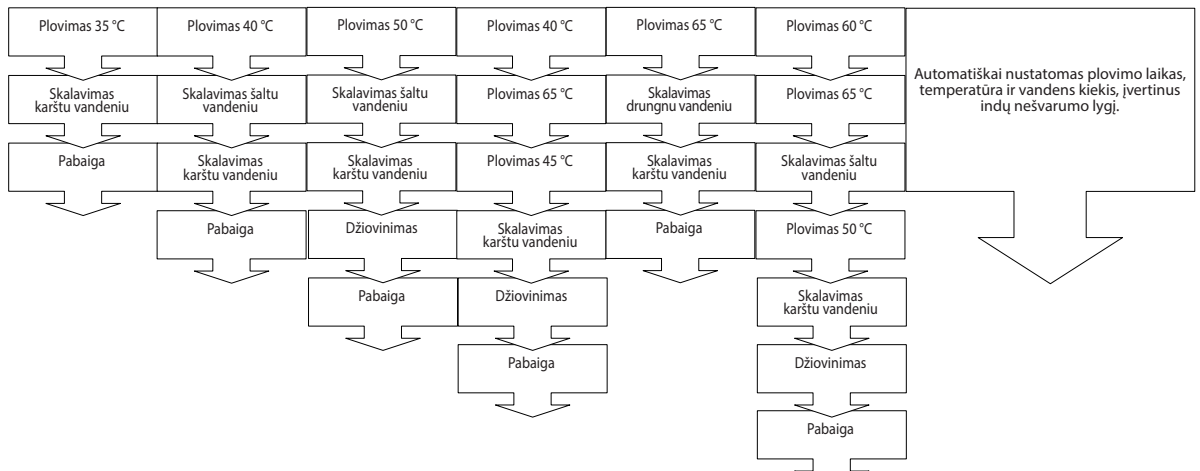 Plovimas 35 °C
Plovimas 40 °C
Plovimas 50 °C
Plovimas 40 °C
Plovimas 65 °C
Plovimas 60 °C
Automatiškai nustatomas plovimo laikas,
temperatūra ir vandens kiekis, įvertinus
indų nešvarumo lygį.
Skalavimas
karštu vandeniu
Skalavimas šaltu
vandeniu
Skalavimas šaltu
vandeniu
Plovimas 65 °C
Skalavimas
drungnu vandeniu
Plovimas 65 °C
Pabaiga
Skalavimas
karštu vandeniu
Skalavimas
karštu vandeniu
Plovimas 45 °C
Skalavimas
karštu vandeniu
Skalavimas šaltu
vandeniu
Pabaiga
Džiovinimas
Skalavimas
karštu vandeniu
Pabaiga
Plovimas 50 °C
Pabaiga
Džiovinimas
Skalavimas
karštu vandeniu
Pabaiga
Džiovinimas
Pabaiga